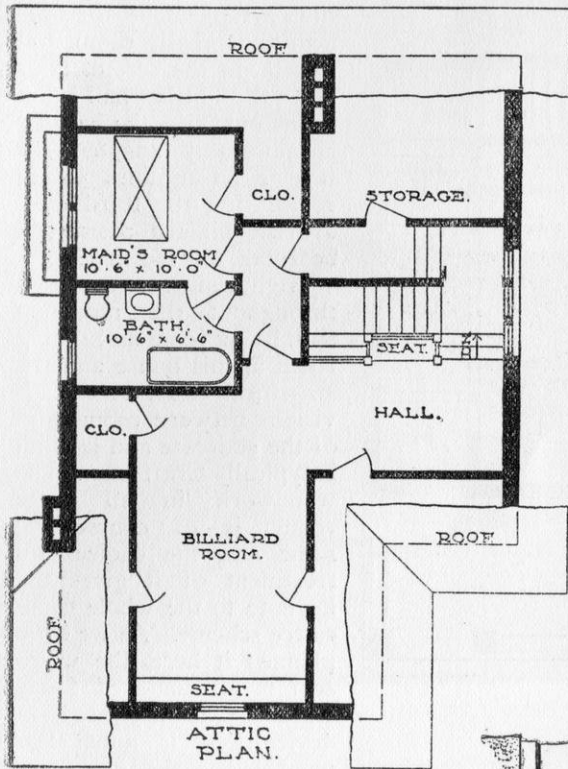 ROOF
CLO.
STORAGE.
MAID'S ROOM
10'.6" x 10'.0"
BATH.
10'.6" x 6'.6"
SEAT.
CLO.
HALL.
BILLIARD
ROOM.
ROOF
ROOF
SEAT.
ATTIC
PLAN.